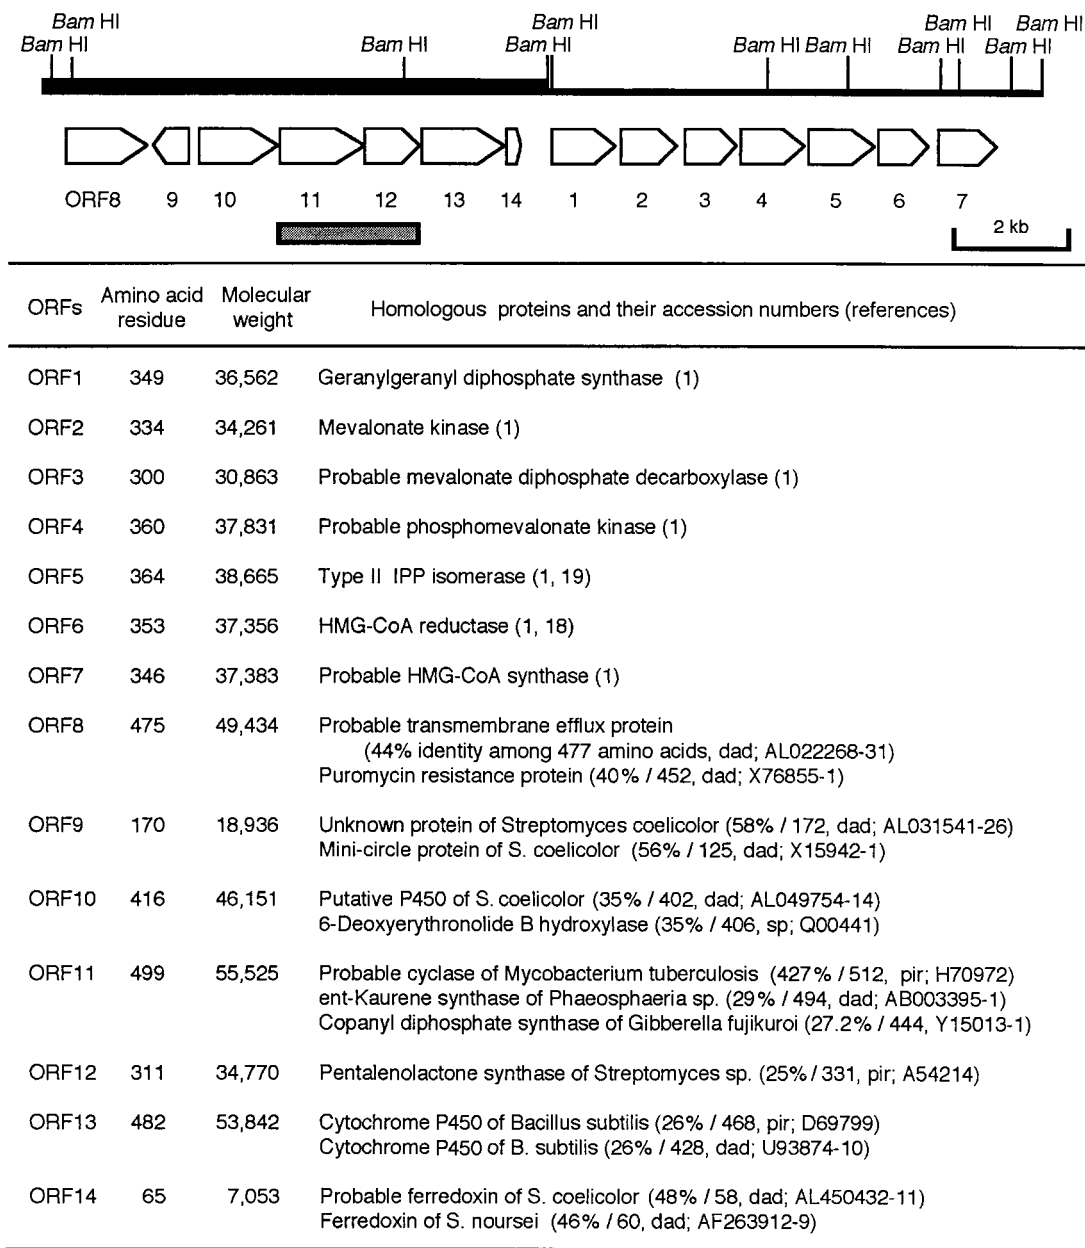 Bam HI Bam HI Bam HI Bam HI
Bam HI Bam HI Bam HI Bam HI Bam HI Bam HI Bam HI
ORF8 9 10 11 12 13 14 1 2 3 4 5 6 7
2 kb
ORFs Amino acid residue Molecular weight Homologous proteins and their accession numbers (references)
ORF1 349 36,562 Geranylgeranyl diphosphate synthase (1)
ORF2 334 34,261 Mevalonate kinase (1)
ORF3 300 30,863 Probable mevalonate diphosphate decarboxylase (1)
ORF4 360 37,831 Probable phosphomevalonate kinase (1)
ORF5 364 38,665 Type II IPP isomerase (1, 19)
ORF6 353 37,356 HMG-CoA reductase (1, 18)
ORF7 346 37,383 Probable HMG-CoA synthase (1)
ORF8 475 49,434 Probable transmembrane efflux protein
(44% identity among 477 amino acids, dad; AL022268-31)
Puromycin resistance protein (40% / 452, dad; X76855-1)
ORF9 170 18,936 Unknown protein of Streptomyces coelicolor (58% / 172, dad; AL031541-26)
Mini-circle protein of S. coelicolor (56% / 125, dad; X15942-1)
ORF10 416 46,151 Putative P450 of S. coelicolor (35% / 402, dad; AL049754-14)
6-Deoxyerythronolide B hydroxylase (35% / 406, sp; Q00441)
ORF11 499 55,525 Probable cyclase of Mycobacterium tuberculosis (427% / 512, pir; H70972)
ent-Kaurene synthase of Phaeosphaeria sp. (29% / 494, dad; AB003395-1)
Copanyl diphosphate synthase of Gibberella fujikuroi (27.2% / 444, Y15013-1)
ORF12 311 34,770 Pentalenolactone synthase of Streptomyces sp. (25% / 331, pir; A54214)
ORF13 482 53,842 Cytochrome P450 of Bacillus subtilis (26% / 468, pir; D69799)
Cytochrome P450 of B. subtilis (26% / 428, dad; U93874-10)
ORF14 65 7,053 Probable ferredoxin of S. coelicolor (48% / 58, dad; AL450432-11)
Ferredoxin of S. noursei (46% / 60, dad; AF263912-9)